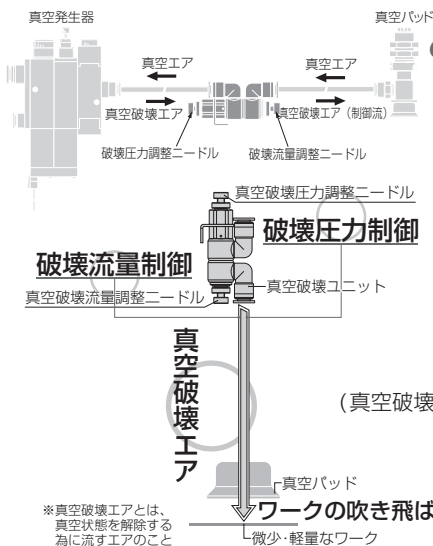 真空発生器
真空パッド
真空エア
真空エア
真空破壊エア
真空破壊エア（制御流）
破壊圧力調整ニードル
破壊流量調整ニードル
真空破壊圧力調整ニードル
破壊圧力制御
破壊流量制御
真空破壊ユニット
真空破壊流量調整ニードル
真空破壊エア
(真空破壊
真空パッド
ワークの吹き飛ば
※真空破壊エアとは、
真空状態を解除する
為に流すエアのこと
微少・軽量なワーク